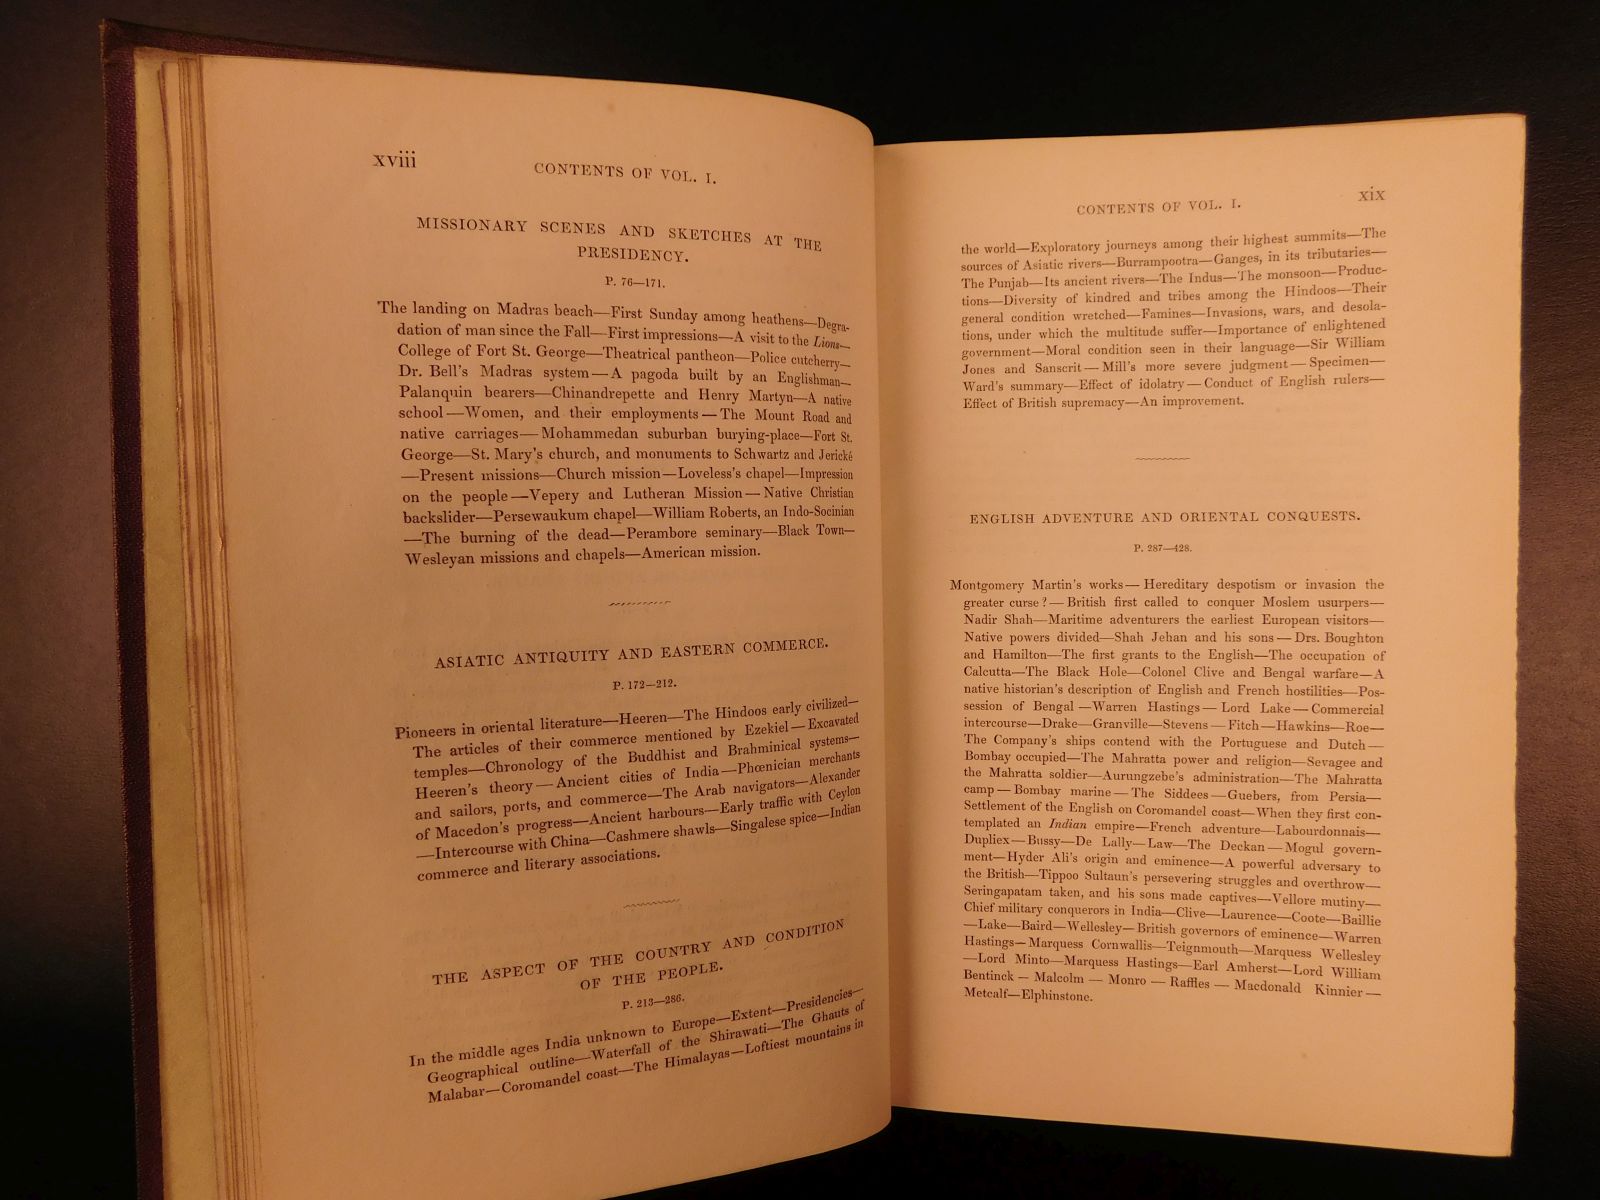 xviii
CONTENTS OF VOL. I.
MISSIONARY SCENES AND SKETCHES AT THE
PRESIDENCY.
P. 76—171.
The landing on Madras beach—First Sunday among heathens—Degra-
dation of man since the Fall—First impressions—A visit to the Lions—
College of Fort St. George—Theatrical pantheon—Police cutcherry—
Dr. Bell's Madras system—A pagoda built by an Englishman—
Palanquin bearers—Chinandrepette and Henry Martyn—A native
school—Women, and their employments—The Mount Road and
native carriages—Mohammedan suburban burying-place—Fort St.
George—St. Mary's church, and monuments to Schwartz and Jerické
—Present missions—Church mission—Loveless's chapel—Impression
on the people—Vepery and Lutheran Mission—Native Christian
backslider—Persewaukum chapel—William Roberts, an Indo-Socinian
—The burning of the dead—Perambore seminary—Black Town—
Wesleyan missions and chapels—American mission.
ASIATIC ANTIQUITY AND EASTERN COMMERCE.
P. 172—212.
Pioneers in oriental literature—Heeren—The Hindoos early civilized—
The articles of their commerce mentioned by Ezekiel—Excavated
temples—Chronology of the Buddhist and Brahminical systems—
Heeren's theory—Ancient cities of India—Phœnician merchants
and sailors, ports, and commerce—The Arab navigators—Alexander
of Macedon's progress—Ancient harbours—Early traffic with Ceylon
—Intercourse with China—Cashmere shawls—Singalese spice—Indian
commerce and literary associations.
THE ASPECT OF THE COUNTRY AND CONDITION
OF THE PEOPLE.
P. 213—286.
In the middle ages India unknown to Europe—Extent—Presidencies—
Geographical outline—Waterfall of the Shirawati—The Ghauts of
Malabar—Coromandel coast—The Himalayas—Loftiest mountains in
CONTENTS OF VOL. I.
xix
the world—Exploratory journeys among their highest summits—The
sources of Asiatic rivers—Burrampootra—Ganges, in its tributaries—
The Punjab—Its ancient rivers—The Indus—The monsoon—Produc-
tions—Diversity of kindred and tribes among the Hindoos—Their
general condition wretched—Famines—Invasions, wars, and desola-
tions, under which the multitude suffer—Importance of enlightened
government—Moral condition seen in their language—Sir William
Jones and Sanscrit—Mill's more severe judgment—Specimen—
Ward's summary—Effect of idolatry—Conduct of English rulers—
Effect of British supremacy—An improvement.
ENGLISH ADVENTURE AND ORIENTAL CONQUESTS.
P. 287—428.
Montgomery Martin's works—Hereditary despotism or invasion the
greater curse?—British first called to conquer Moslem usurpers—
Nadir Shah—Maritime adventurers the earliest European visitors—
Native powers divided—Shah Jehan and his sons—Drs. Boughton
and Hamilton—The first grants to the English—The occupation of
Calcutta—The Black Hole—Colonel Clive and Bengal warfare—A
native historian's description of English and French hostilities—Pos-
session of Bengal—Warren Hastings—Lord Lake—Commercial
intercourse—Drake—Granville—Stevens—Fitch—Hawkins—Roe—
The Company's ships contend with the Portuguese and Dutch—
Bombay occupied—The Mahratta power and religion—Sevagee and
the Mahratta soldier—Aurungzebe's administration—The Mahratta
camp—Bombay marine—The Siddees—Guebers, from Persia—
Settlement of the English on Coromandel coast—When they first con-
templated an Indian empire—French adventure—Labourdonnais—
Dupliex—Bussy—De Lally—Law—The Deckan—Mogul govern-
ment—Hyder Ali's origin and eminence—A powerful adversary to
the British—Tippoo Sultaun's persevering struggles and overthrow—
Seringapatam taken, and his sons made captives—Vellore mutiny—
Chief military conquerors in India—Clive—Laurence—Coote—Baillie
—Lake—Baird—Wellesley—British governors of eminence—Warren
Hastings—Marquess Cornwallis—Teignmouth—Marquess Wellesley
—Lord Minto—Marquess Hastings—Earl Amherst—Lord William
Bentinck—Malcolm—Monro—Raffles—Macdonald Kinnier—
Metcalf—Elphinstone.